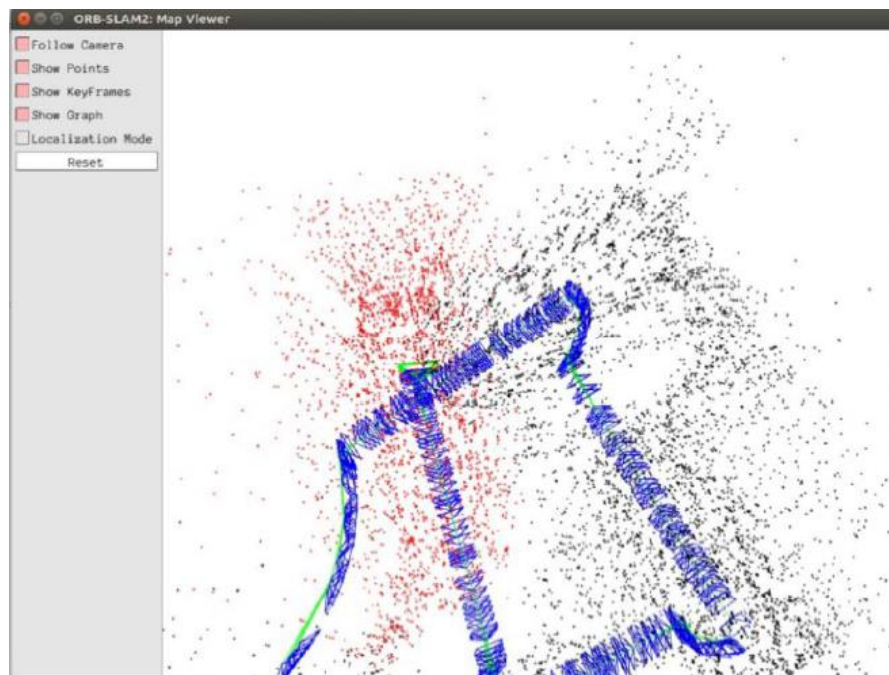 ORB-SLAM2: Map Viewer
Follow Camera
Show Points
Show KeyFrames
Show Graph
Localization Mode
Reset